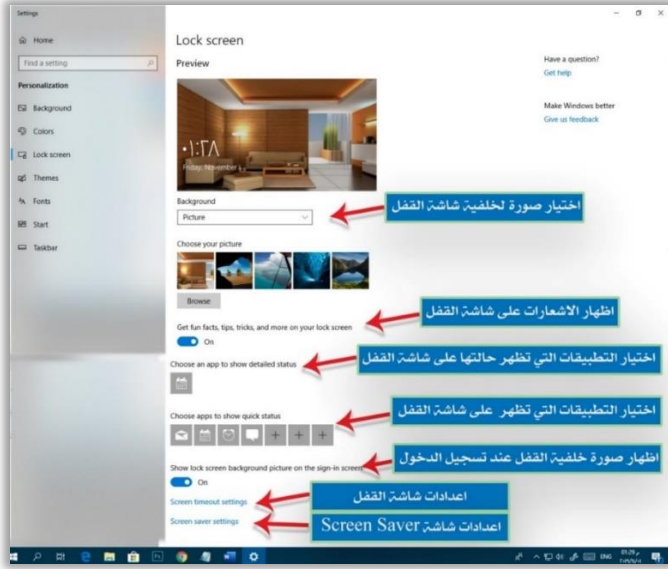 Settings
Home
Find a setting
Personalization
Background
Colors
Lock screen
Themes
Fonts
Start
Taskbar
Lock screen
Preview
٠١:٢٨
Friday, November
Background
Picture
اختيار صورة لخلفية شاشة القفل
Choose your picture
Browse
اظهار الاشعارات على شاشة القفل
Get fun facts, tips, tricks, and more on your lock screen
On
Choose an app to show detailed status
اختيار التطبيقات التي تظهر حالتها على شاشة القفل
Choose apps to show quick status
اختيار التطبيقات التي تظهر على شاشة القفل
Show lock screen background picture on the sign-in screen
اظهار صورة خلفية القفل عند تسجيل الدخول
On
Screen timeout settings
اعدادات شاشة القفل
Screen saver settings
اعدادات شاشة Screen Saver
Have a question?
Get help
Make Windows better
Give us feedback
ENG